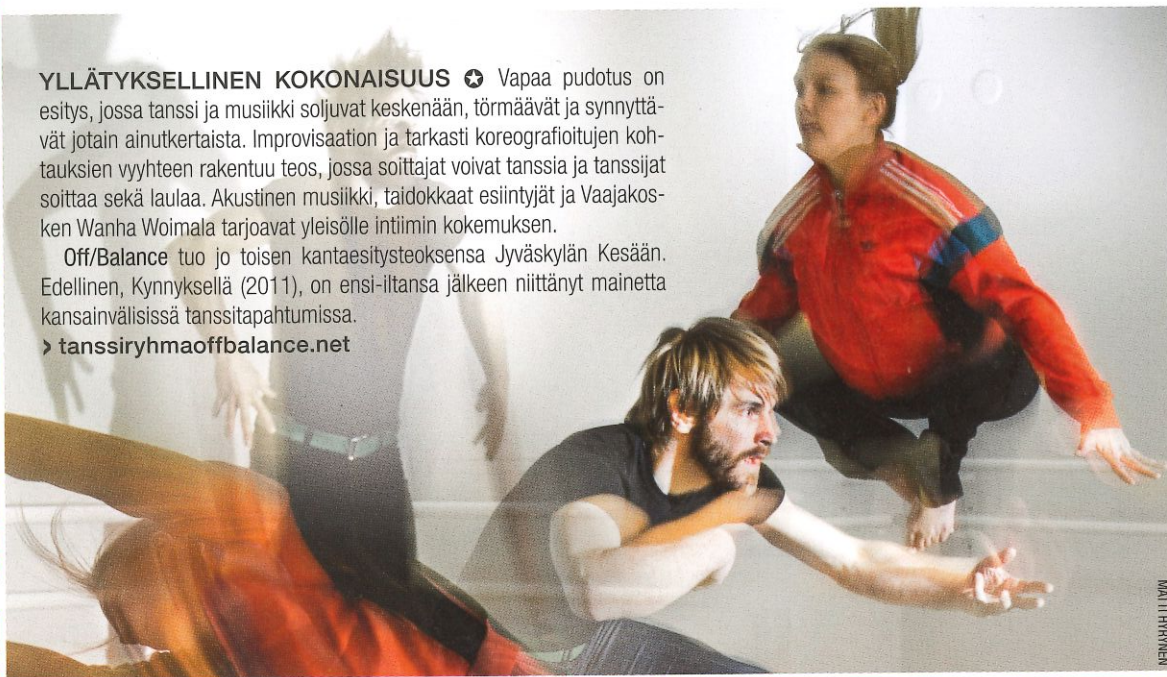 YLLÄTYKSELLINEN KOKONAISUUS ✪ Vapaa pudotus on
esitys, jossa tanssi ja musiikki soljuvat keskenään, törmäävät ja synnyttä-
vät jotain ainutkertaista. Improvisaation ja tarkasti koreografioitujen koh-
tauksien vyyhteen rakentuu teos, jossa soittajat voivat tanssia ja tanssijat
soittaa sekä laulaa. Akustinen musiikki, taidokkaat esiintyjät ja Vaajakos-
ken Wanha Woimala tarjoavat yleisölle intiimin kokemuksen.
Off/Balance tuo jo toisen kantaesitysteoksensa Jyväskylän Kesään.
Edellinen, Kynnyksellä (2011), on ensi-iltansa jälkeen niittänyt mainetta
kansainvälisissä tanssitapahtumissa.
› tanssiryhmaoffbalance.net
MATTI HYRYNEN